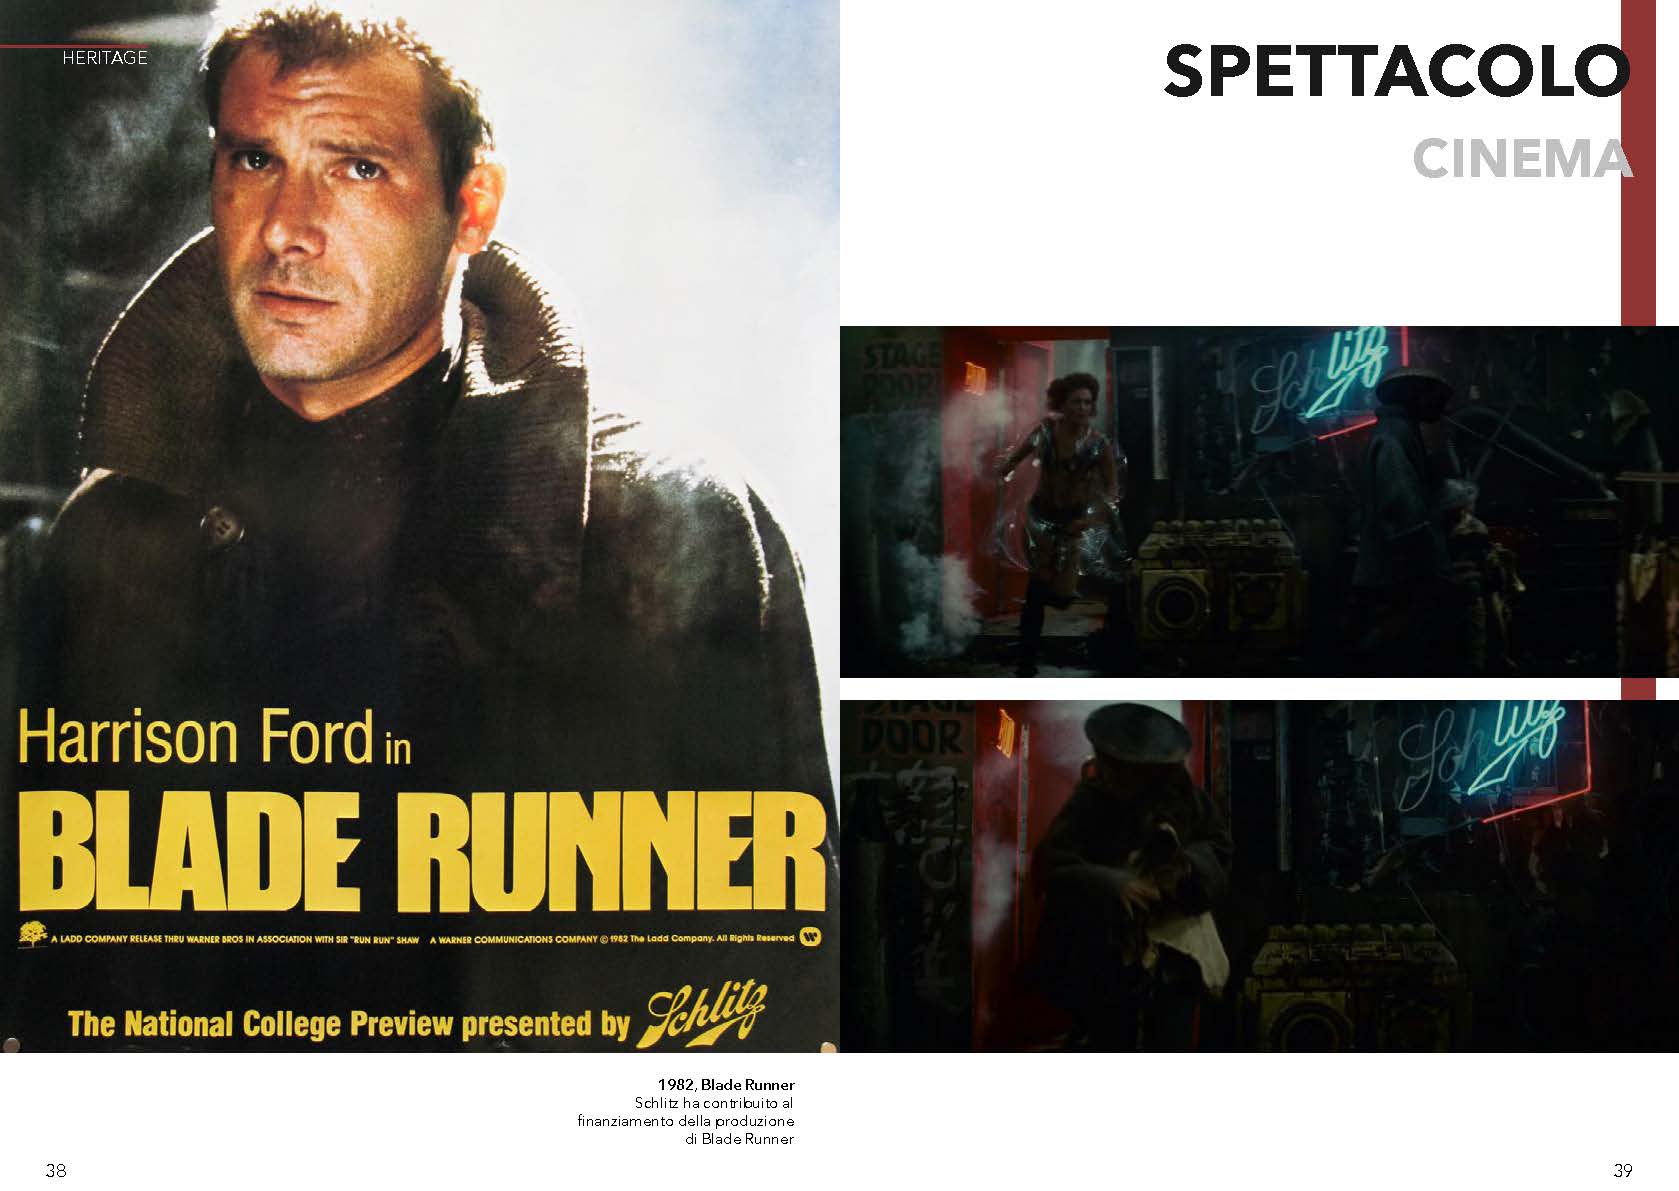 HERITAGE
Harrison Ford in
BLADE RUNNER
A LADD COMPANY RELEASE THRU WARNER BROS IN ASSOCIATION WITH SIR "RUN RUN" SHAW A WARNER COMMUNICATIONS COMPANY © 1982 The Ladd Company. All Rights Reserved
The National College Preview presented by Schlitz
1982, Blade Runner
Schlitz ha contribuito al
finanziamento della produzione
di Blade Runner
38
SPETTACOLO
CINEMA
STAGE
DOOR
Schlitz
STAGE
DOOR
Schlitz
39